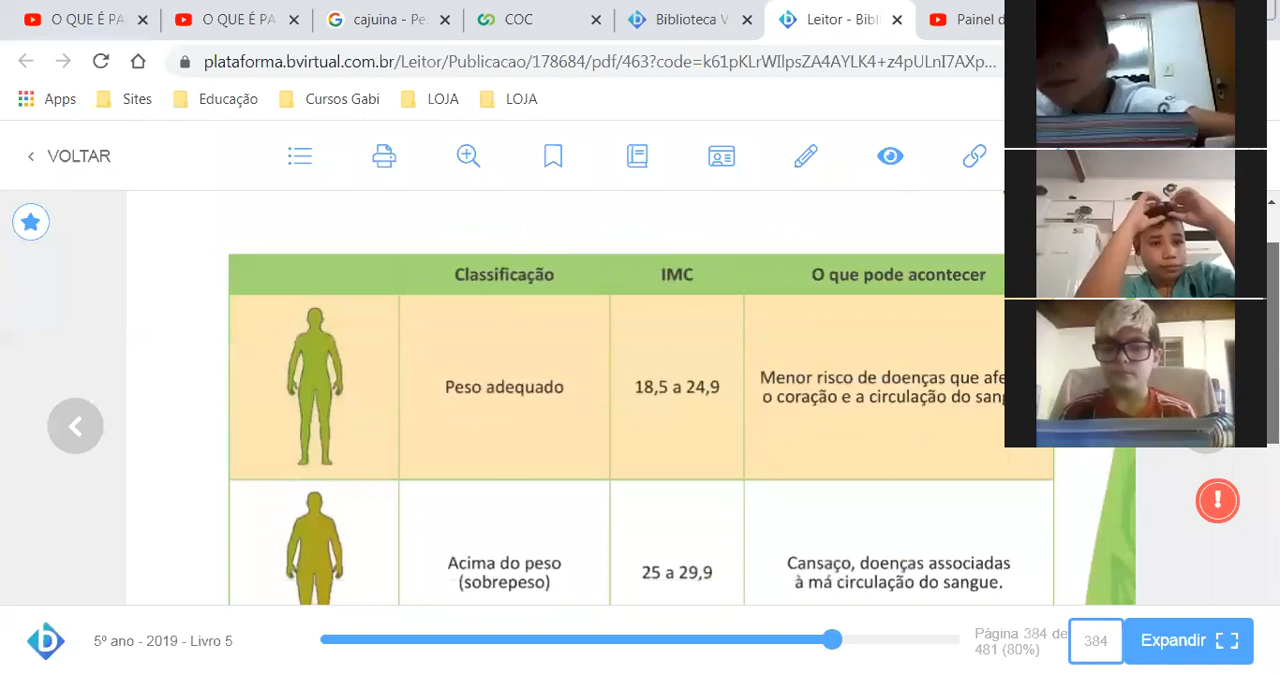 O QUE É PA
O QUE É PA
cajuina - Pe
COC
Biblioteca V
Leitor - Bibl
Painel d
plataforma.bvirtual.com.br/Leitor/Publicacao/178684/pdf/463?code=k61pKLrWIlpsZA4AYLK4+z4pULnI7AXp...
Apps
Sites
Educação
Cursos Gabi
LOJA
LOJA
VOLTAR
Classificação
IMC
O que pode acontecer
Peso adequado
18,5 a 24,9
Menor risco de doenças que afe
o coração e a circulação do sang
Acima do peso
(sobrepeso)
25 a 29,9
Cansaço, doenças associadas
à má circulação do sangue.
5º ano - 2019 - Livro 5
Página 384 de
481 (80%)
384
Expandir